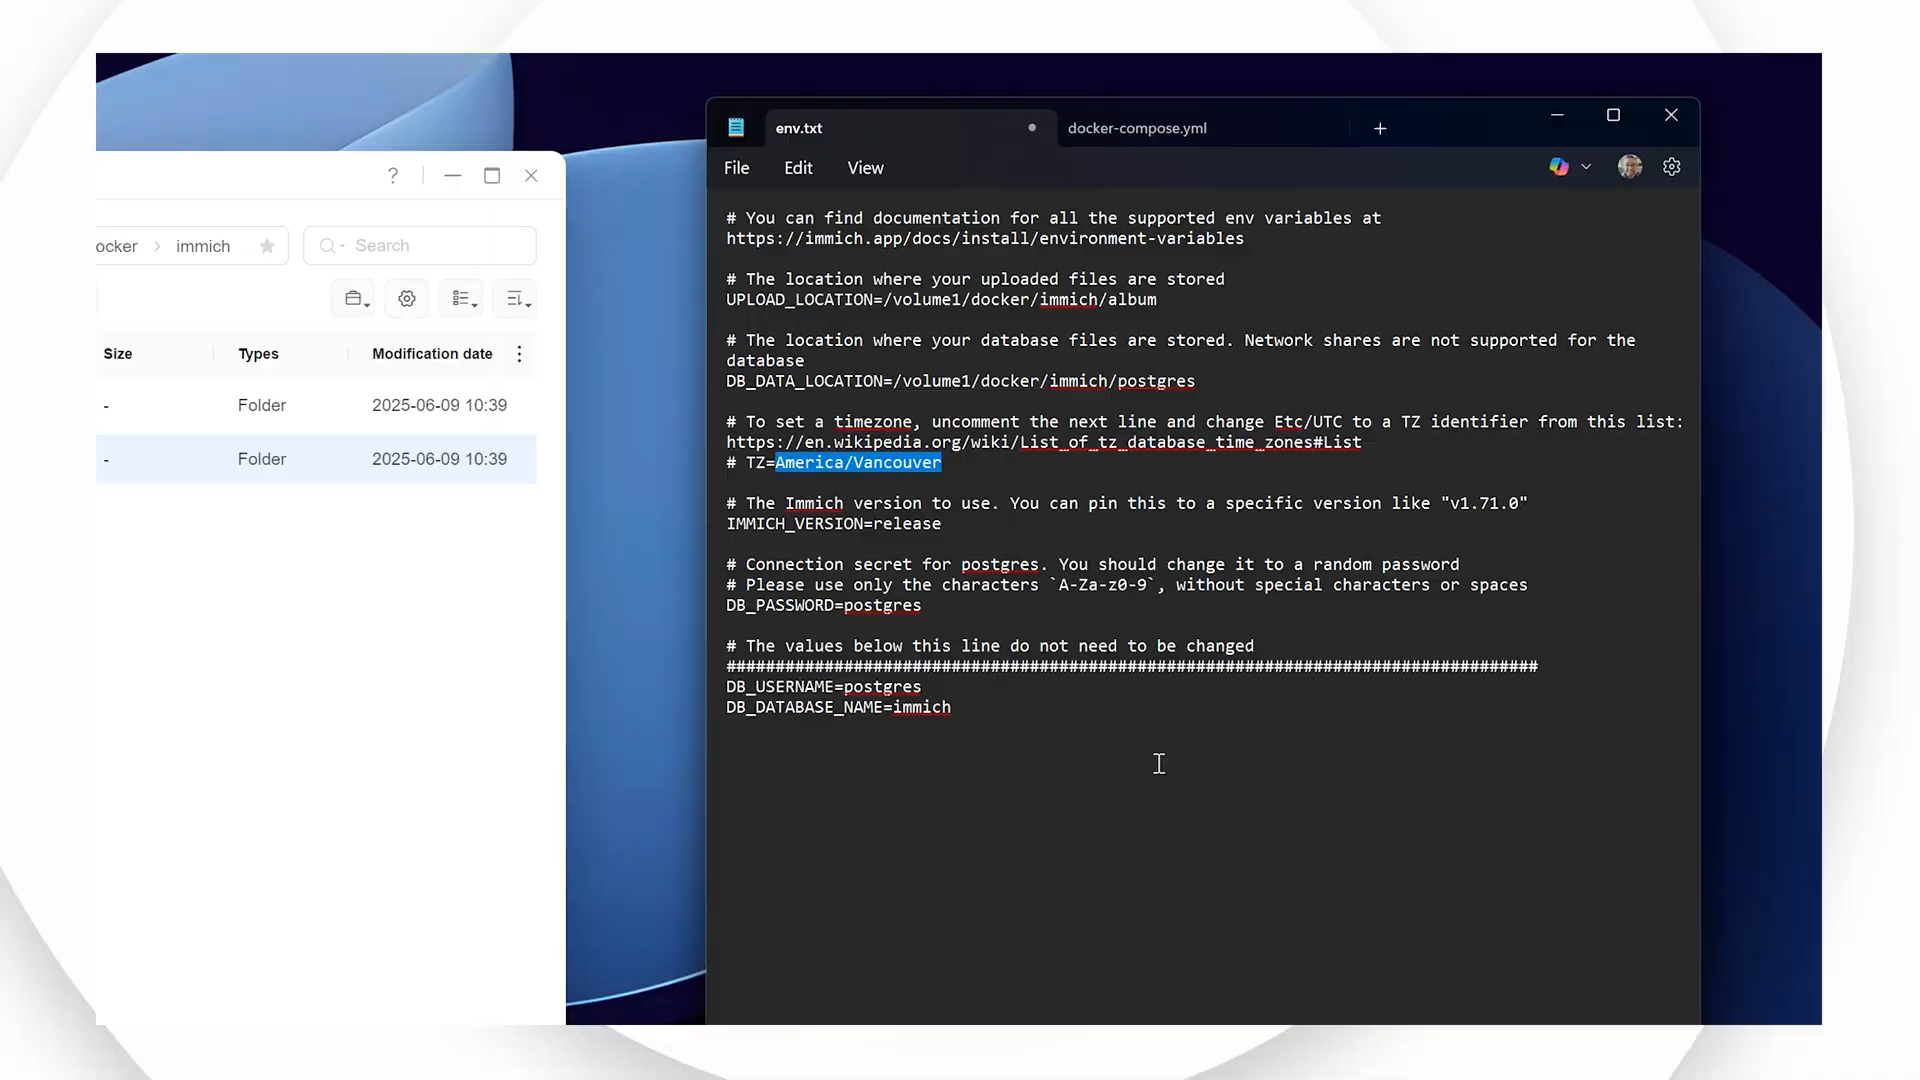 env.txt
docker-compose.yml
File
Edit
View
ocker > immich
Search
Size
Types
Modification date
-
Folder
2025-06-09 10:39
-
Folder
2025-06-09 10:39
# You can find documentation for all the supported env variables at
https://immich.app/docs/install/environment-variables
# The location where your uploaded files are stored
UPLOAD_LOCATION=/volume1/docker/immich/album
# The location where your database files are stored. Network shares are not supported for the
database
DB_DATA_LOCATION=/volume1/docker/immich/postgres
# To set a timezone, uncomment the next line and change Etc/UTC to a TZ identifier from this list:
https://en.wikipedia.org/wiki/List_of_tz_database_time_zones#List
# TZ=America/Vancouver
# The Immich version to use. You can pin this to a specific version like "v1.71.0"
IMMICH_VERSION=release
# Connection secret for postgres. You should change it to a random password
# Please use only the characters `A-Za-z0-9`, without special characters or spaces
DB_PASSWORD=postgres
# The values below this line do not need to be changed
###################################################################################
DB_USERNAME=postgres
DB_DATABASE_NAME=immich